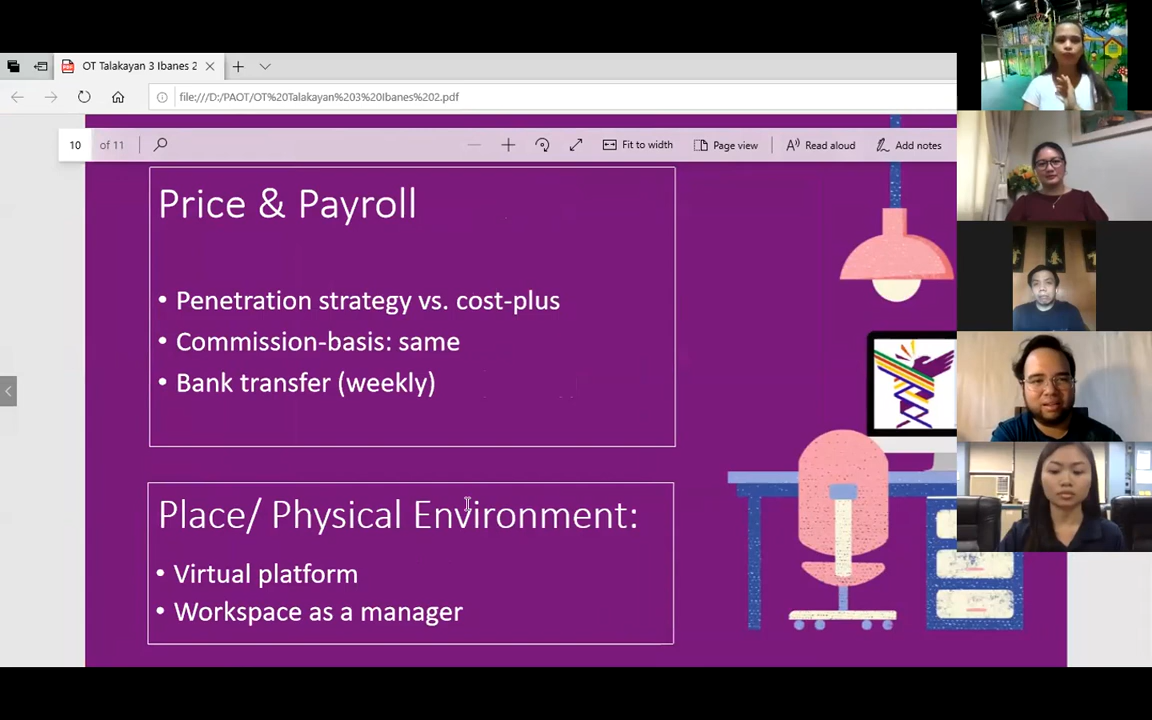 OT Talakayan 3 Ibanes 2
file:///D:/PAOT/OT%20Talakayan%203%20Ibanes%202.pdf
10 of 11 Fit to width Page view Read aloud Add notes
Price & Payroll
• Penetration strategy vs. cost-plus
• Commission-basis: same
• Bank transfer (weekly)
Place/ Physical Environment:
• Virtual platform
• Workspace as a manager